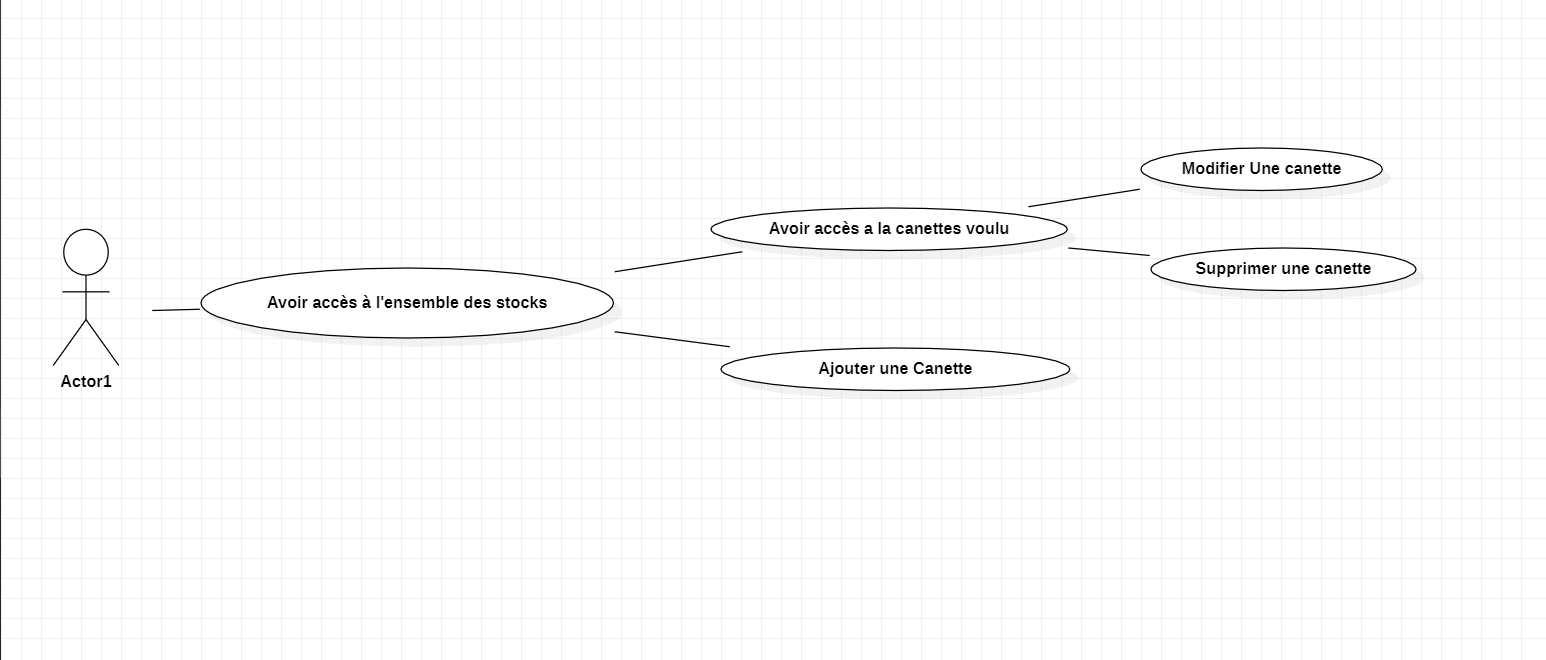 Modifier Une canette
Avoir accès a la canettes voulu
Supprimer une canette
Avoir accès à l'ensemble des stocks
Ajouter une Canette
Actor1